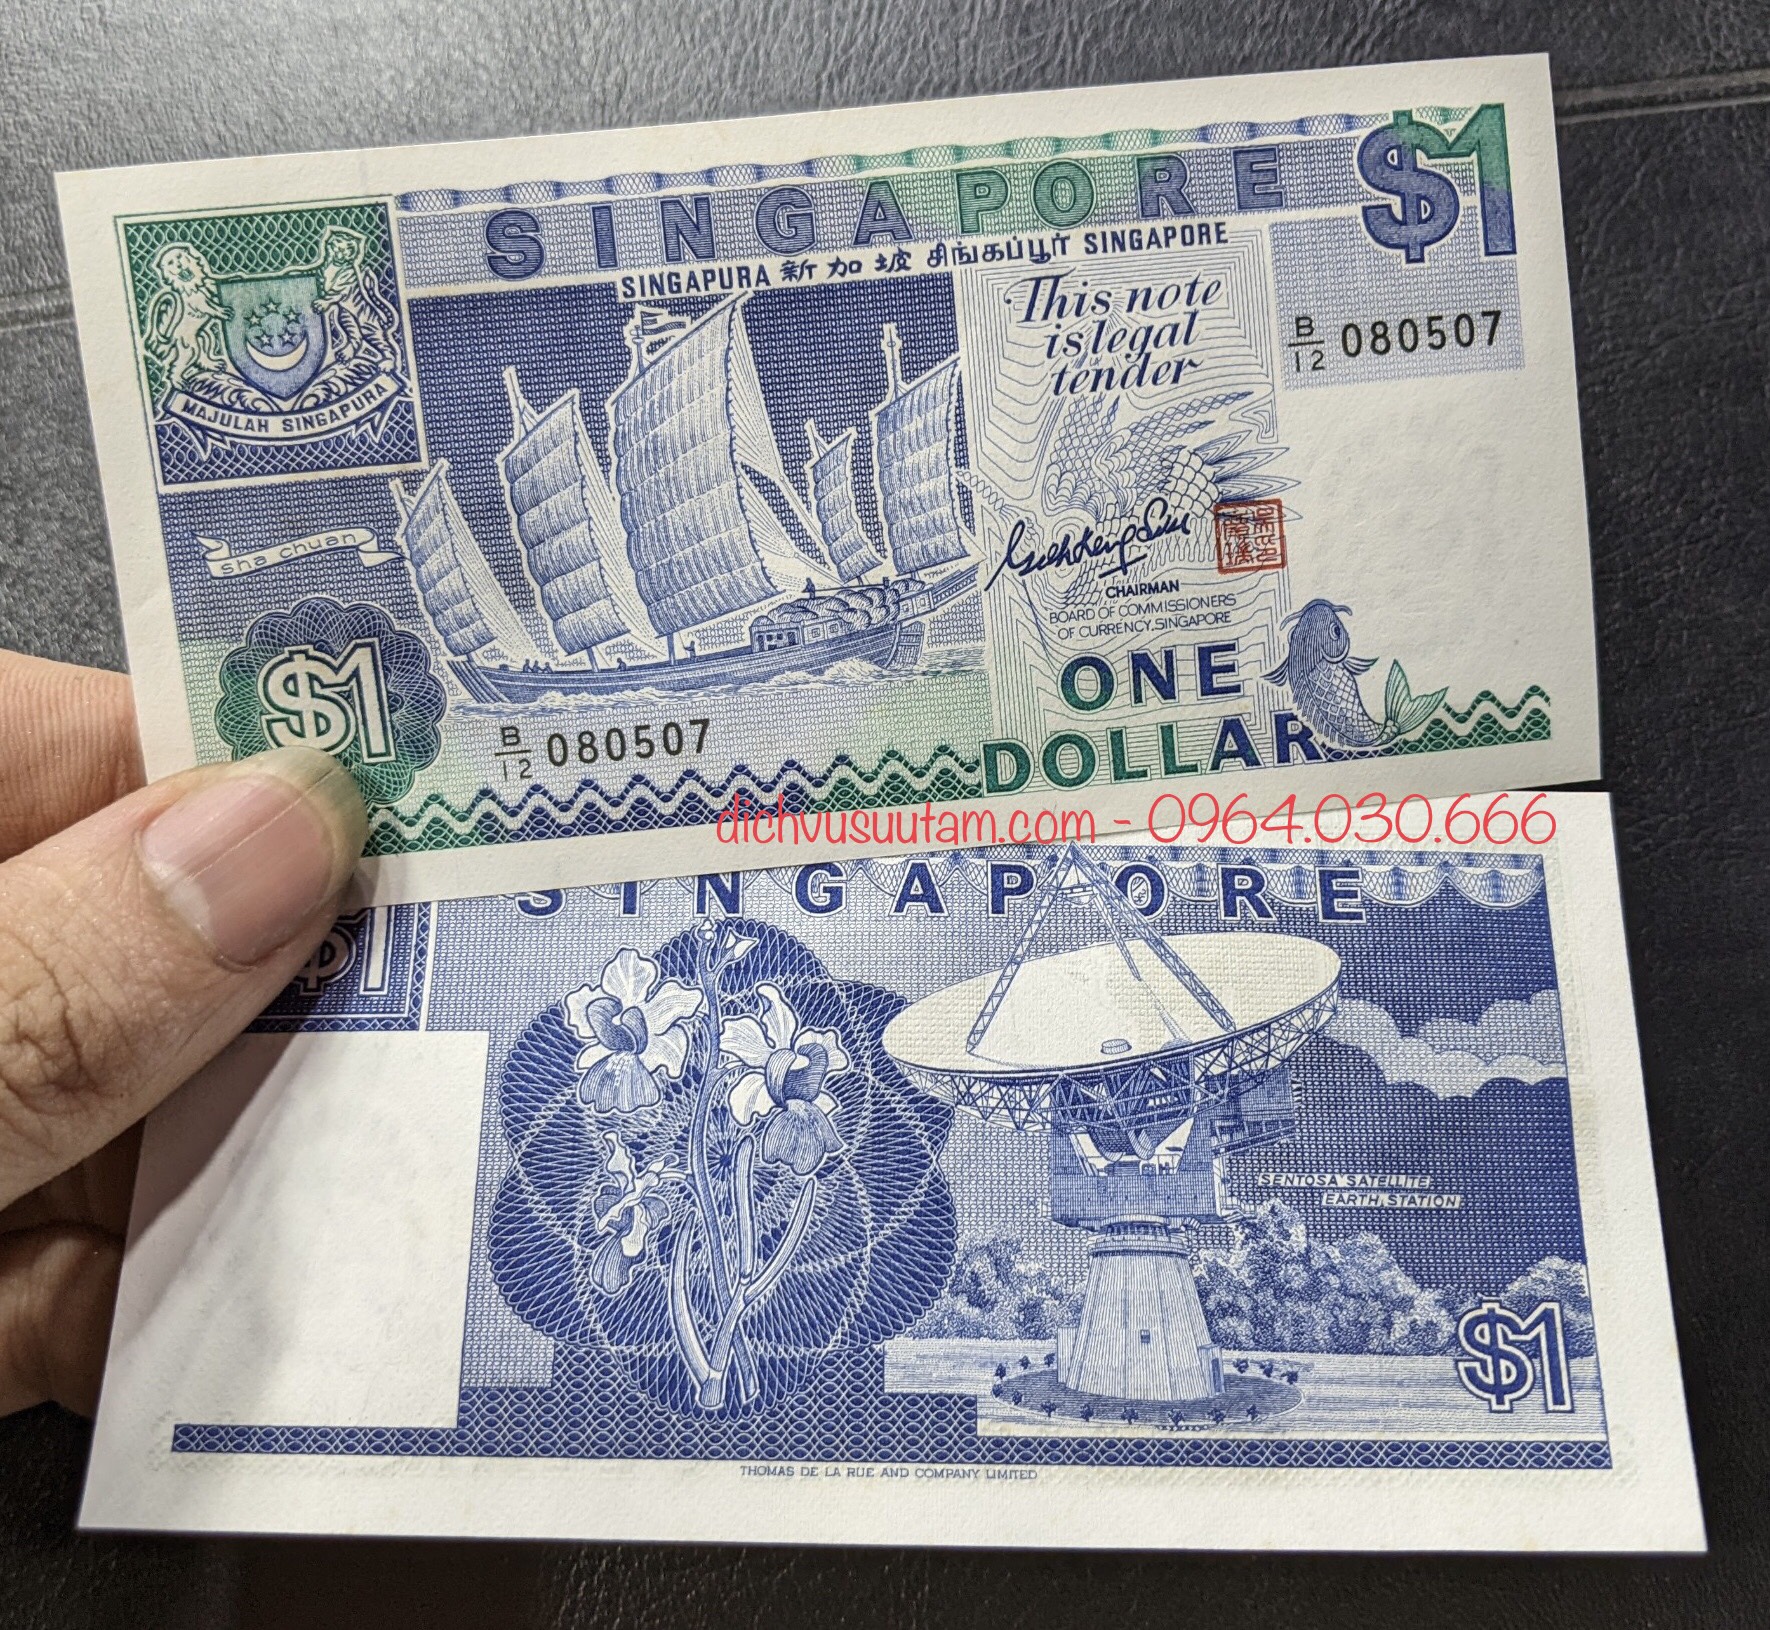 SINGAPORE
$1
SINGAPURA 新加坡 சிங்கப்பூர் SINGAPORE
This note
is legal
tender
B/12 080507
MAJULAH SINGAPURA
sha chuan
CHAIRMAN
BOARD OF COMMISSIONERS
OF CURRENCY, SINGAPORE
$1
B/12 080507
ONE
DOLLAR
dichvusuutam.com - 0964.030.666
SINGAPORE
$1
SENTOSA SATELLITE
EARTH STATION
$1
THOMAS DE LA RUE AND COMPANY LIMITED